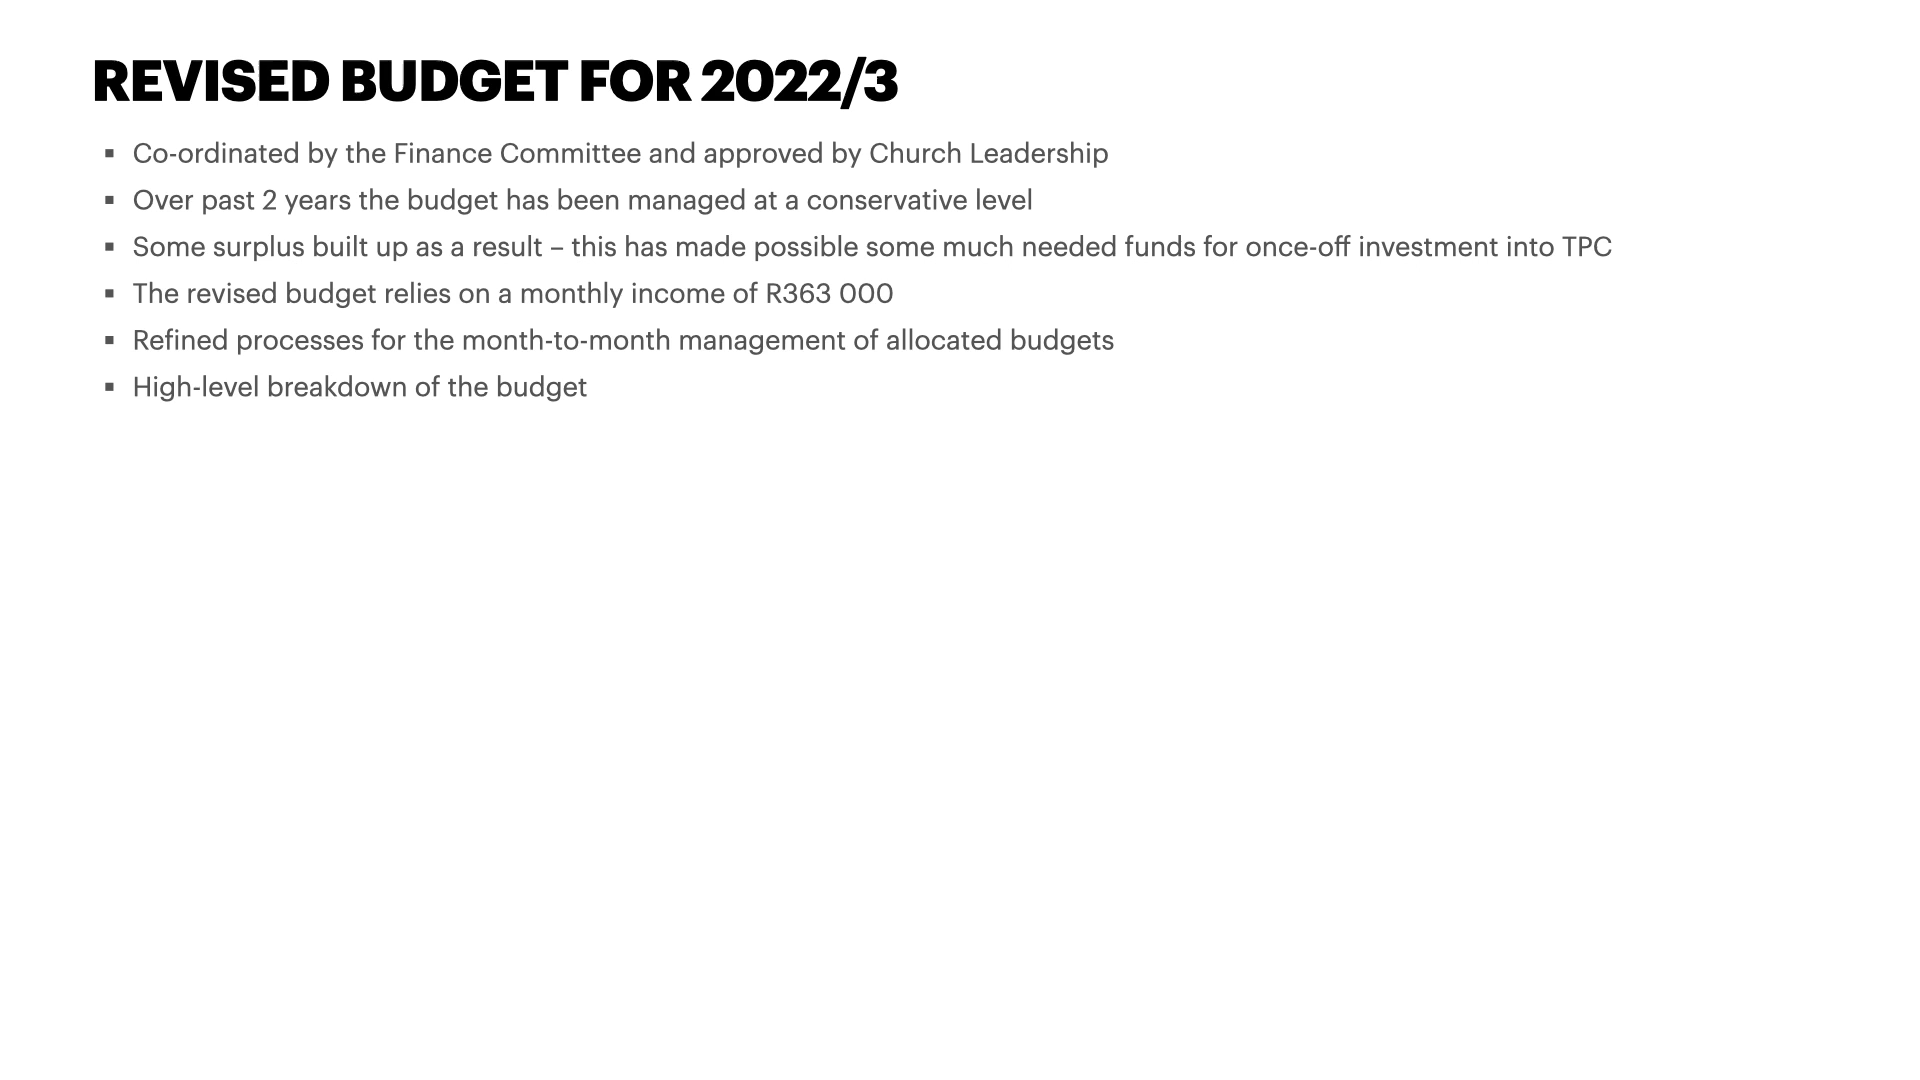 REVISED BUDGET FOR 2022/3
▪ Co-ordinated by the Finance Committee and approved by Church Leadership
▪ Over past 2 years the budget has been managed at a conservative level
▪ Some surplus built up as a result – this has made possible some much needed funds for once-off investment into TPC
▪ The revised budget relies on a monthly income of R363 000
▪ Refined processes for the month-to-month management of allocated budgets
▪ High-level breakdown of the budget